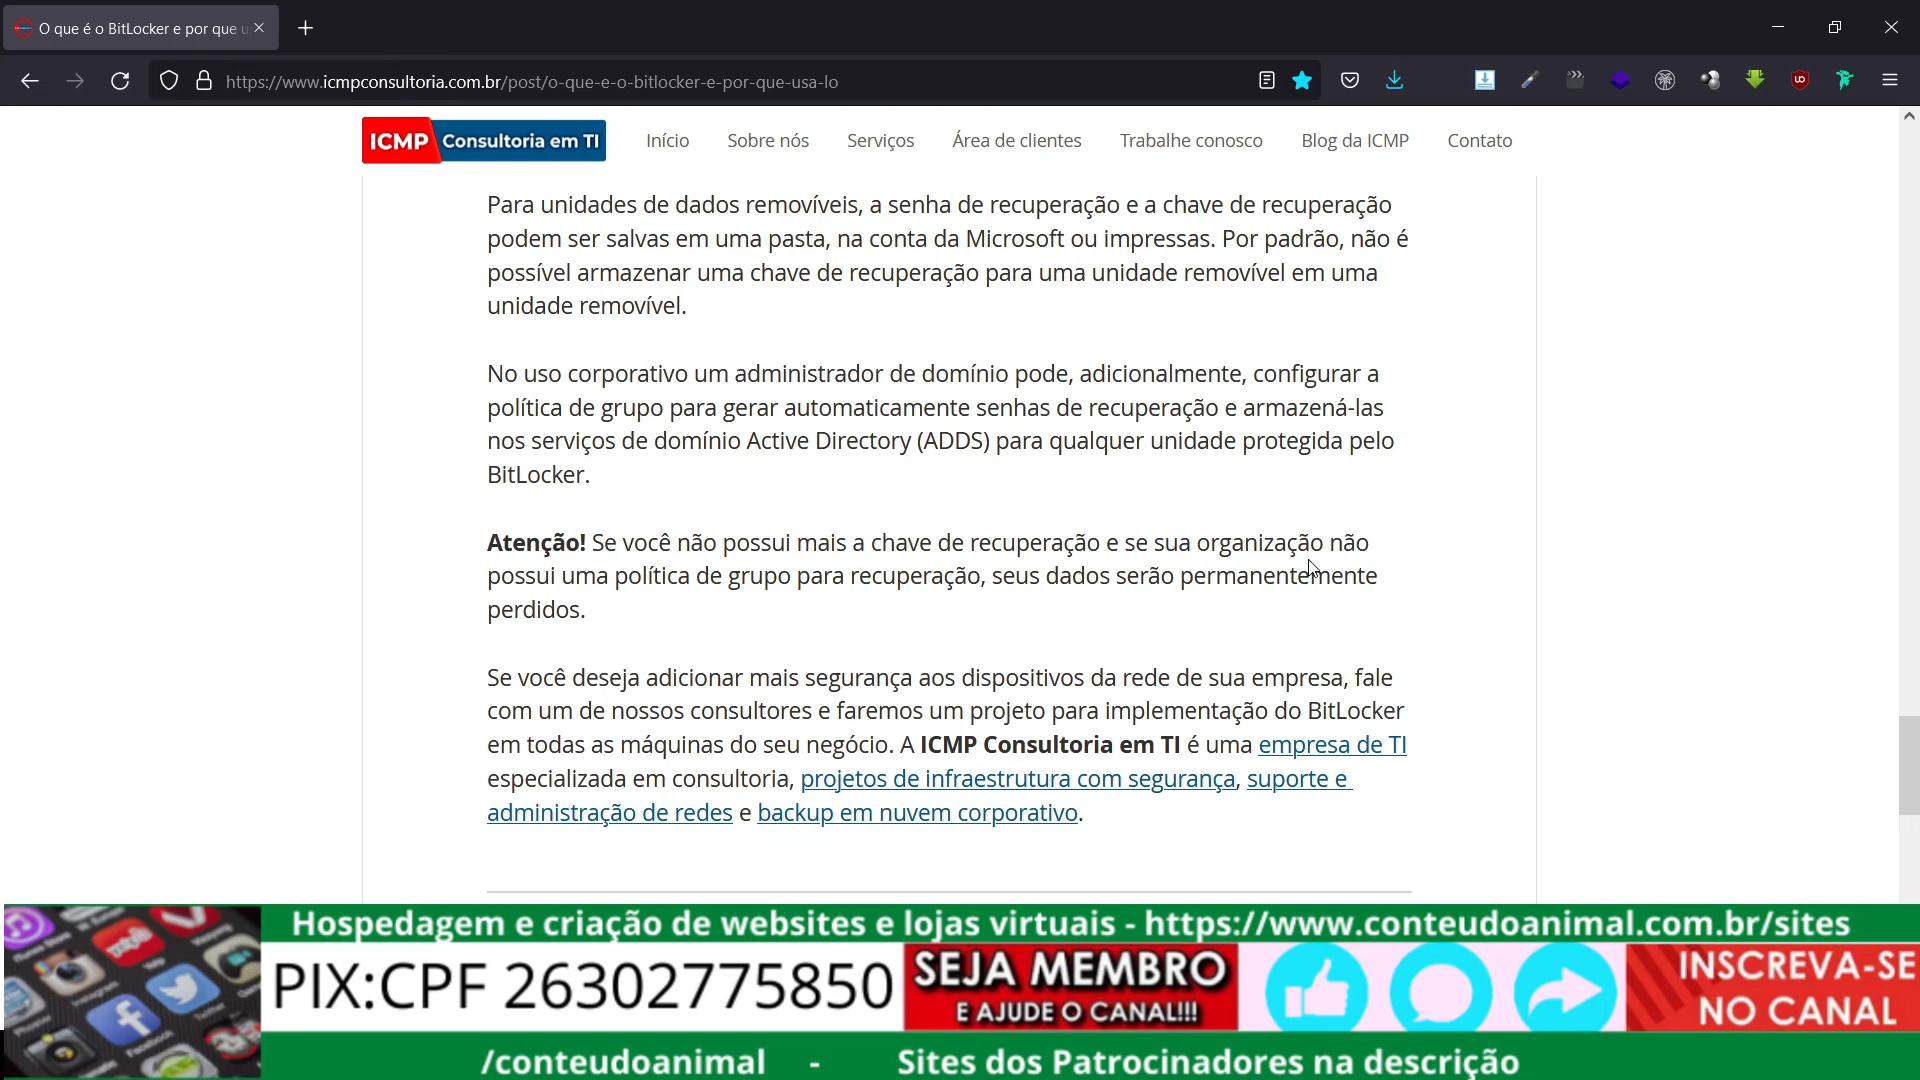 O que é o BitLocker e por que u
https://www.icmpconsultoria.com.br/post/o-que-e-o-bitlocker-e-por-que-usa-lo
ICMP Consultoria em TI Início Sobre nós Serviços Área de clientes Trabalhe conosco Blog da ICMP Contato
Para unidades de dados removíveis, a senha de recuperação e a chave de recuperação
podem ser salvas em uma pasta, na conta da Microsoft ou impressas. Por padrão, não é
possível armazenar uma chave de recuperação para uma unidade removível em uma
unidade removível.
No uso corporativo um administrador de domínio pode, adicionalmente, configurar a
política de grupo para gerar automaticamente senhas de recuperação e armazená-las
nos serviços de domínio Active Directory (ADDS) para qualquer unidade protegida pelo
BitLocker.
Atenção! Se você não possui mais a chave de recuperação e se sua organização não
possui uma política de grupo para recuperação, seus dados serão permanentemente
perdidos.
Se você deseja adicionar mais segurança aos dispositivos da rede de sua empresa, fale
com um de nossos consultores e faremos um projeto para implementação do BitLocker
em todas as máquinas do seu negócio. A ICMP Consultoria em TI é uma empresa de TI
especializada em consultoria, projetos de infraestrutura com segurança, suporte e
administração de redes e backup em nuvem corporativo.
Hospedagem e criação de websites e lojas virtuais - https://www.conteudoanimal.com.br/sites
PIX:CPF 26302775850
SEJA MEMBRO
E AJUDE O CANAL!!!
INSCREVA-SE
NO CANAL
/conteudoanimal - Sites dos Patrocinadores na descrição